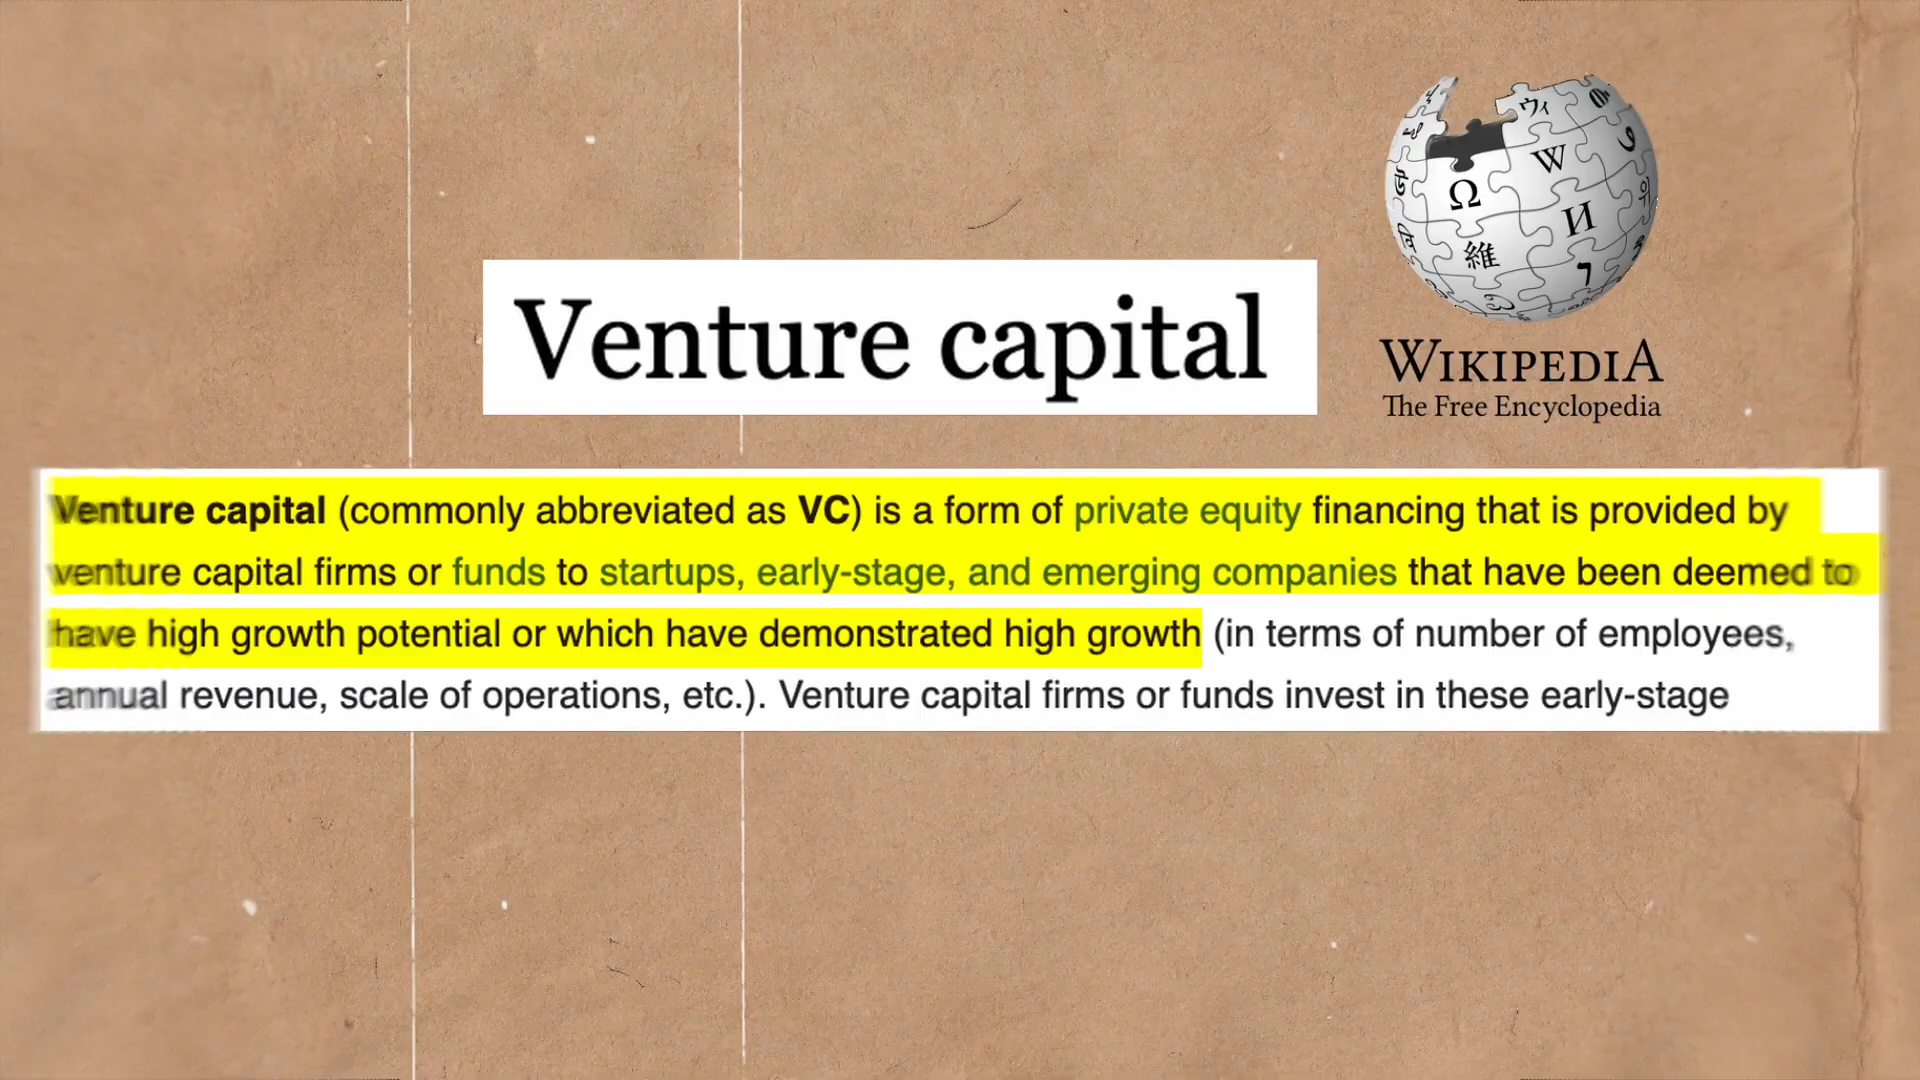 Venture capital
Ω W И
維
WIKIPEDIA
The Free Encyclopedia
Venture capital (commonly abbreviated as VC) is a form of private equity financing that is provided by
venture capital firms or funds to startups, early-stage, and emerging companies that have been deemed to
have high growth potential or which have demonstrated high growth (in terms of number of employees,
annual revenue, scale of operations, etc.). Venture capital firms or funds invest in these early-stage